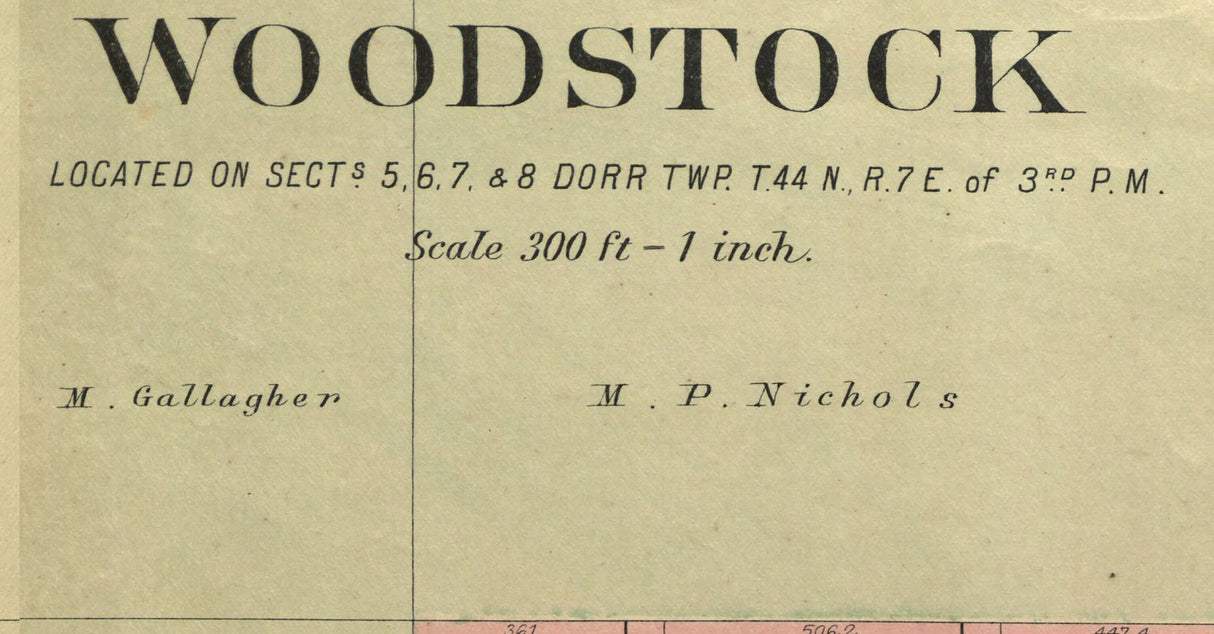 WOODSTOCK
LOCATED ON SECTS. 5, 6, 7, & 8 DORR TWP. T.44 N., R.7 E. of 3RD. P.M.
Scale 300 ft – 1 inch.
M. Gallagher M. P. Nichols
361 506.2 447.4